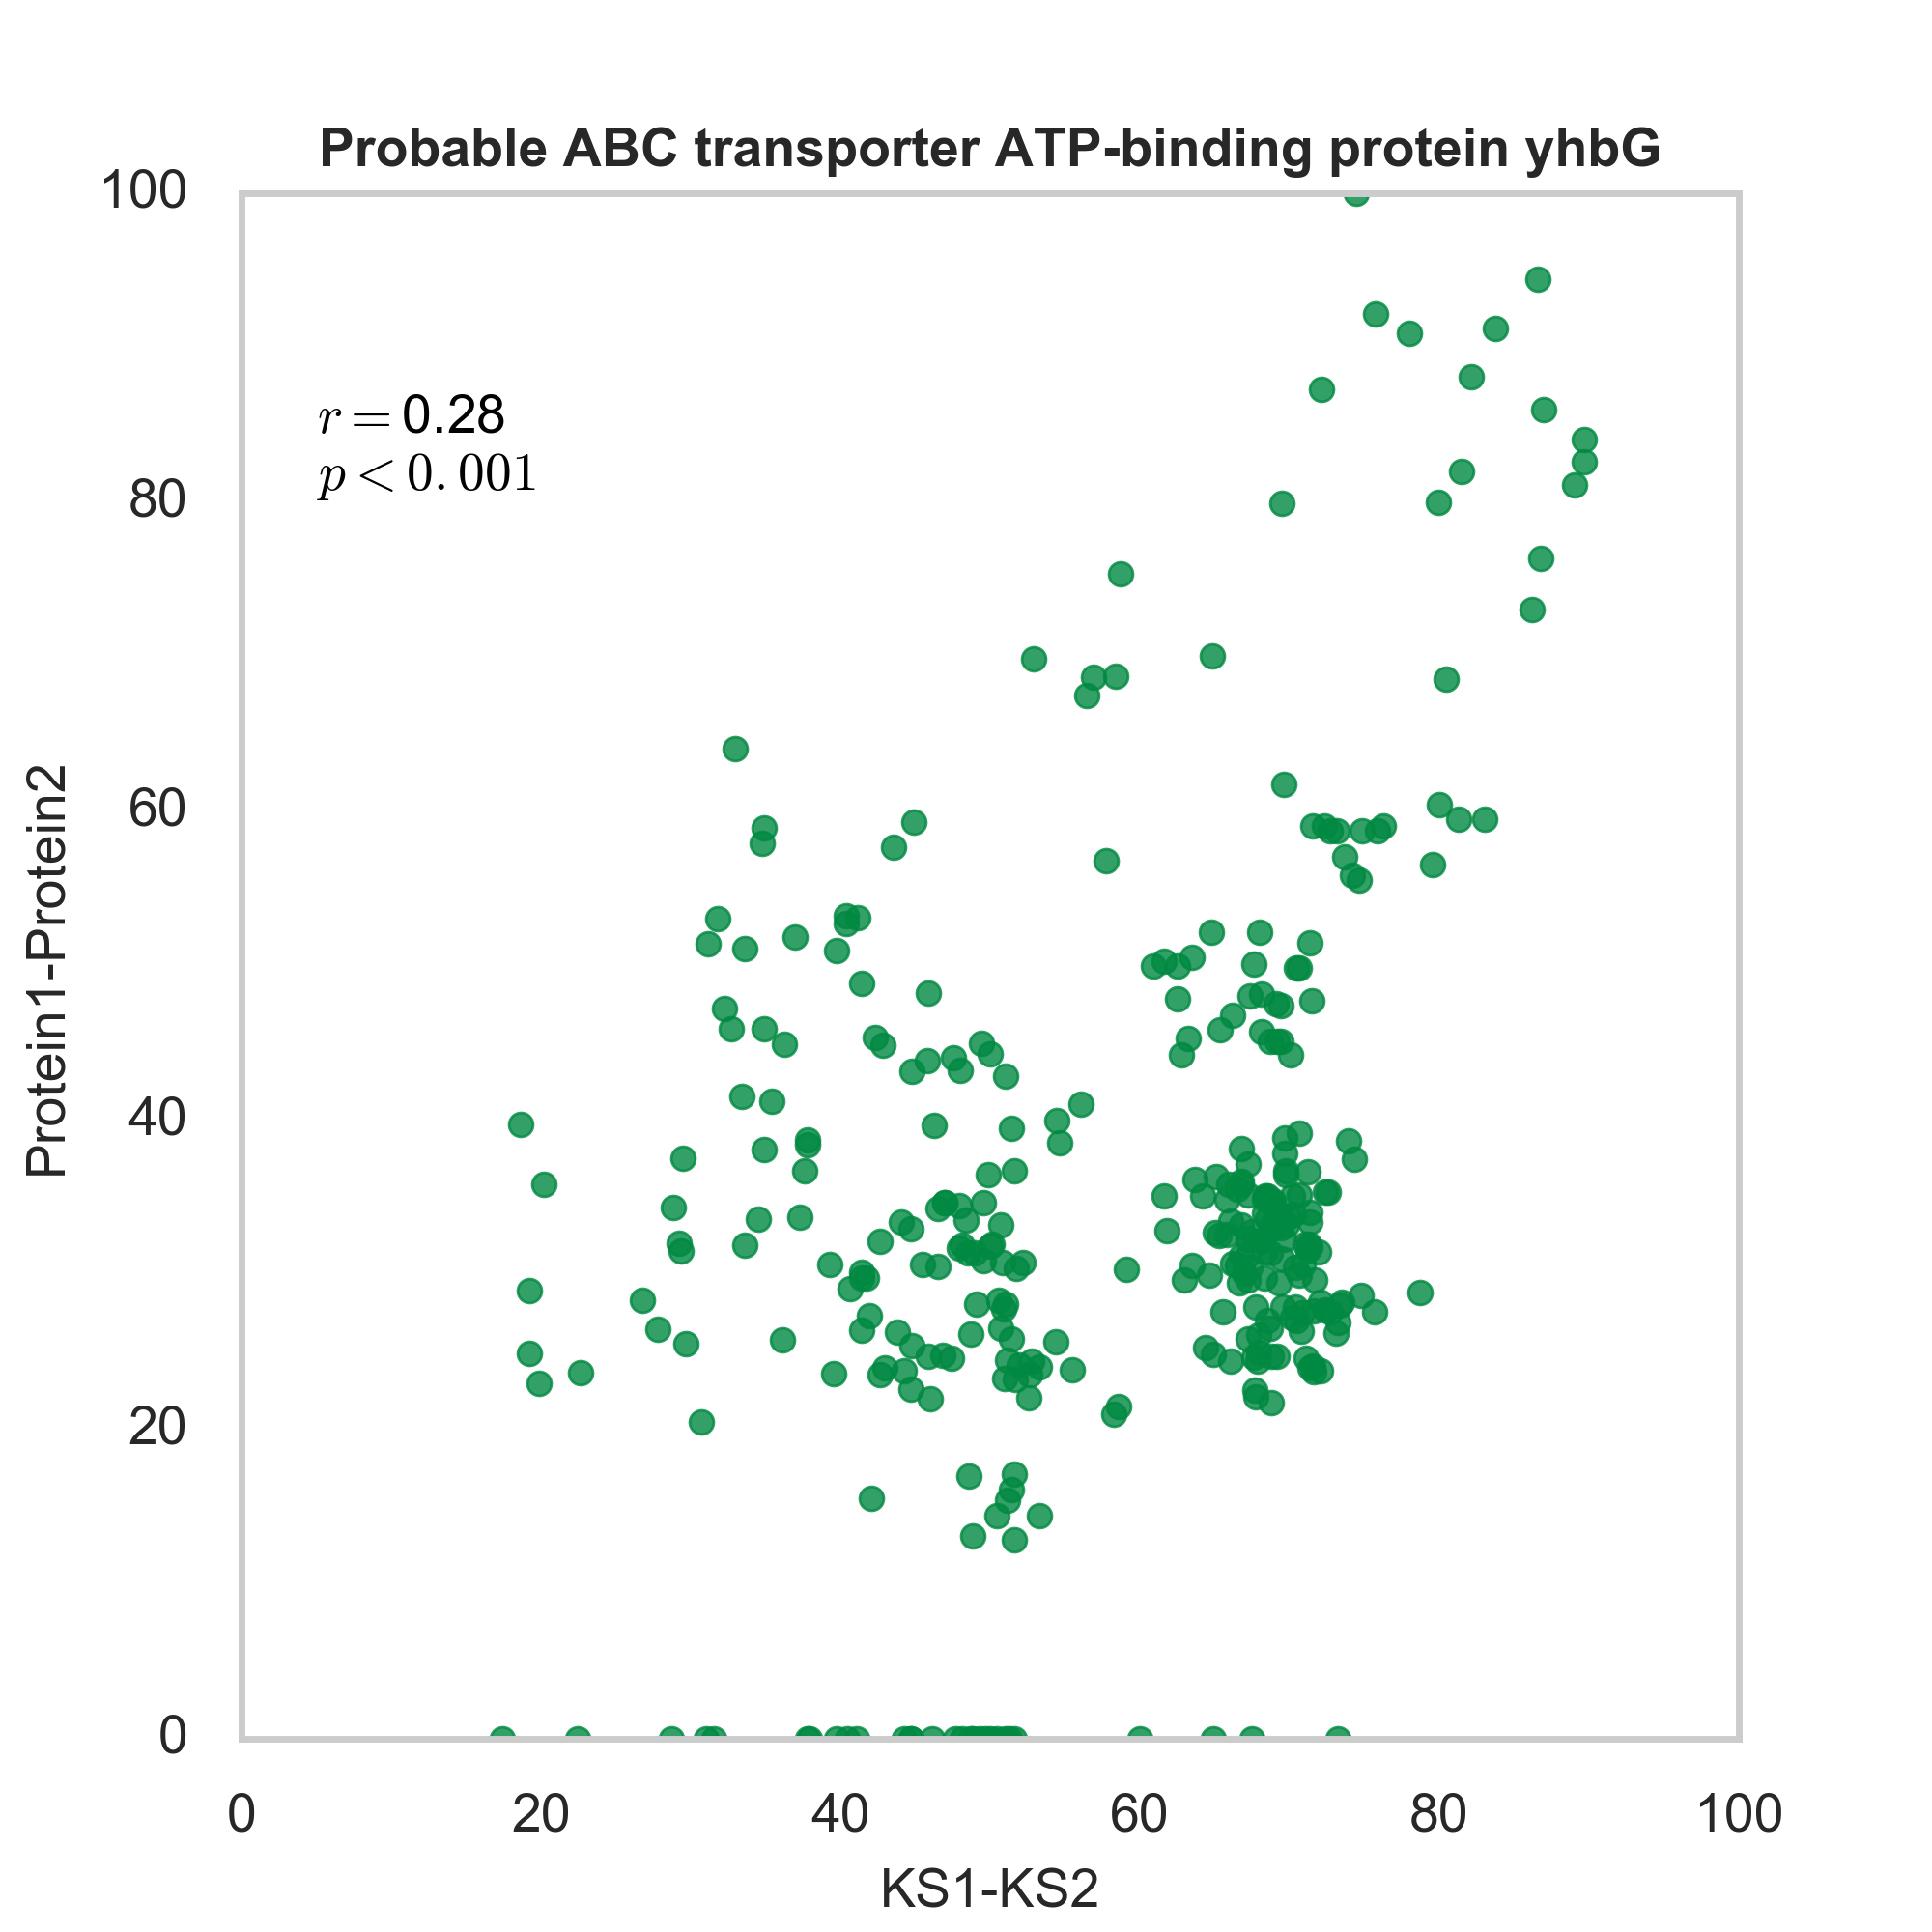 Probable ABC transporter ATP-binding protein yhbG
100
80
60
40
20
0
r = 0.28
p < 0.001
Protein1-Protein2
0 20 40 60 80 100
KS1-KS2